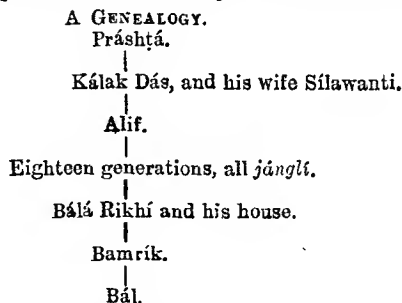 A GENEALOGY.
Práshṭá.
Kálak Dás, and his wife Sílawanti.
Alif.
Eighteen generations, all jánglí.
Bálá Rikhí and his house.
Bamrík.
Bál.